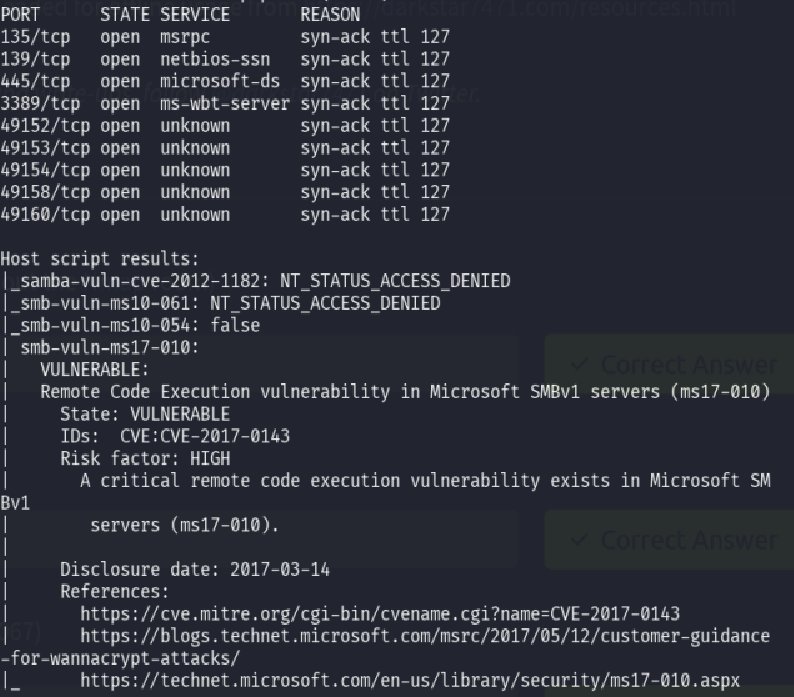 darkstar7471.com/resources.html
PORT      STATE SERVICE       REASON
135/tcp   open  msrpc         syn-ack ttl 127
139/tcp   open  netbios-ssn   syn-ack ttl 127
445/tcp   open  microsoft-ds  syn-ack ttl 127
3389/tcp  open  ms-wbt-server syn-ack ttl 127
49152/tcp open  unknown       syn-ack ttl 127
49153/tcp open  unknown       syn-ack ttl 127
49154/tcp open  unknown       syn-ack ttl 127
49158/tcp open  unknown       syn-ack ttl 127
49160/tcp open  unknown       syn-ack ttl 127
Host script results:
|_samba-vuln-cve-2012-1182: NT_STATUS_ACCESS_DENIED
|_smb-vuln-ms10-061: NT_STATUS_ACCESS_DENIED
|_smb-vuln-ms10-054: false
| smb-vuln-ms17-010:
|   VULNERABLE:
✓ Correct Answer
|   Remote Code Execution vulnerability in Microsoft SMBv1 servers (ms17-010)
|     State: VULNERABLE
|     IDs:  CVE:CVE-2017-0143
|     Risk factor: HIGH
|       A critical remote code execution vulnerability exists in Microsoft SM
Bv1
|        servers (ms17-010).
|
✓ Correct Answer
|     Disclosure date: 2017-03-14
|     References:
|       https://cve.mitre.org/cgi-bin/cvename.cgi?name=CVE-2017-0143
|       https://blogs.technet.microsoft.com/msrc/2017/05/12/customer-guidance
-for-wannacrypt-attacks/
|_      https://technet.microsoft.com/en-us/library/security/ms17-010.aspx